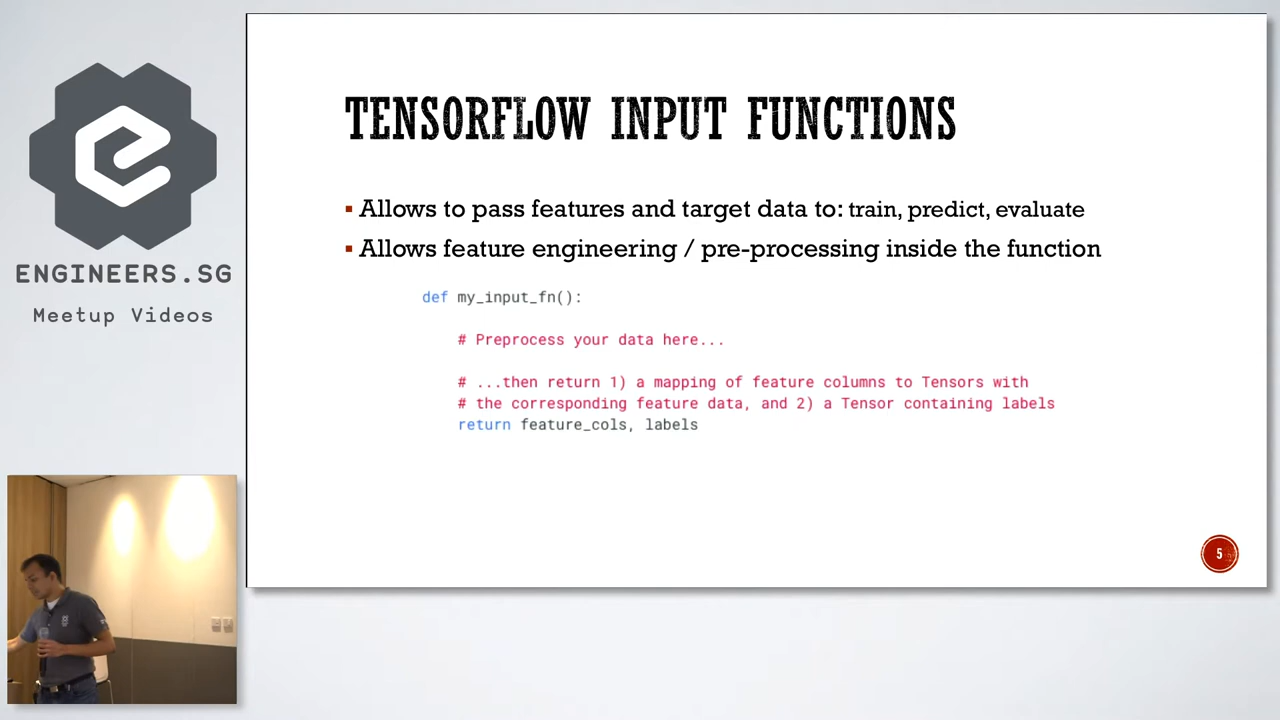 ENGINEERS.SG
Meetup Videos
TENSORFLOW INPUT FUNCTIONS
▪ Allows to pass features and target data to: train, predict, evaluate
▪ Allows feature engineering / pre-processing inside the function
def my_input_fn():
# Preprocess your data here...
# ...then return 1) a mapping of feature columns to Tensors with
# the corresponding feature data, and 2) a Tensor containing labels
return feature_cols, labels
5